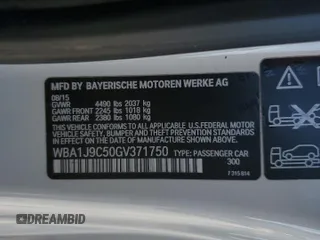 MFD BY BAYERISCHE MOTOREN WERKE AG
08/15
GVWR 4490 lbs 2037 kg
GAWR FRONT 2245 lbs 1018 kg
GAWR REAR 2380 lbs 1080 kg
THIS VEHICLE CONFORMS TO ALL APPLICABLE
U.S. FEDERAL MOTOR VEHICLE SAFETY, BUMPER,
AND THEFT PREVENTION STANDARDS IN EFFECT ON
THE DATE OF MANUFACTURE SHOWN ABOVE.
WBA1J9C50GV371750 TYPE: PASSENGER CAR
300
DREAMBID